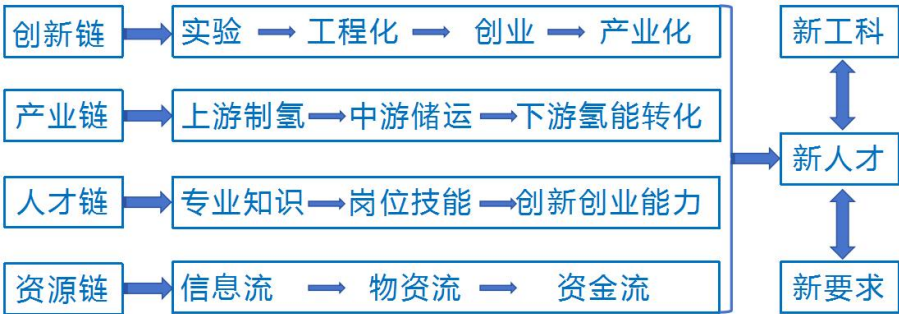 创新链 实验 工程化 创业 产业化 新工科
产业链 上游制氢 中游储运 下游氢能转化
新人才
人才链 专业知识 岗位技能 创新创业能力
资源链 信息流 物资流 资金流 新要求